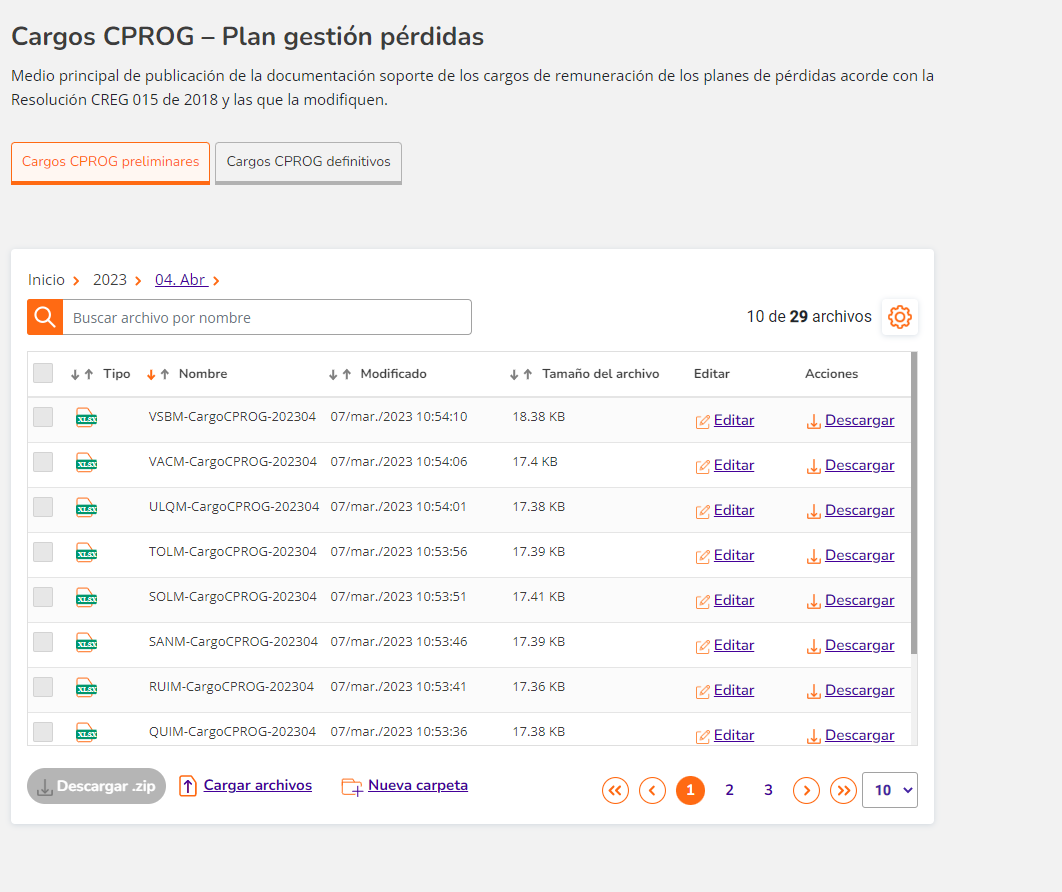 Cargos CPROG – Plan gestión pérdidas
Medio principal de publicación de la documentación soporte de los cargos de remuneración de los planes de pérdidas acorde con la
Resolución CREG 015 de 2018 y las que la modifiquen.
Cargos CPROG preliminares Cargos CPROG definitivos
Inicio 2023 04. Abr
Buscar archivo por nombre 10 de 29 archivos
Tipo Nombre Modificado Tamaño del archivo Editar Acciones
XLSX VSBM-CargoCPROG-202304 07/mar./2023 10:54:10 18.38 KB Editar Descargar
XLSX VACM-CargoCPROG-202304 07/mar./2023 10:54:06 17.4 KB Editar Descargar
XLSX ULQM-CargoCPROG-202304 07/mar./2023 10:54:01 17.38 KB Editar Descargar
XLSX TOLM-CargoCPROG-202304 07/mar./2023 10:53:56 17.39 KB Editar Descargar
XLSX SOLM-CargoCPROG-202304 07/mar./2023 10:53:51 17.41 KB Editar Descargar
XLSX SANM-CargoCPROG-202304 07/mar./2023 10:53:46 17.39 KB Editar Descargar
XLSX RUIM-CargoCPROG-202304 07/mar./2023 10:53:41 17.36 KB Editar Descargar
XLSX QUIM-CargoCPROG-202304 07/mar./2023 10:53:36 17.38 KB Editar Descargar
Descargar .zip Cargar archivos Nueva carpeta 1 2 3 10